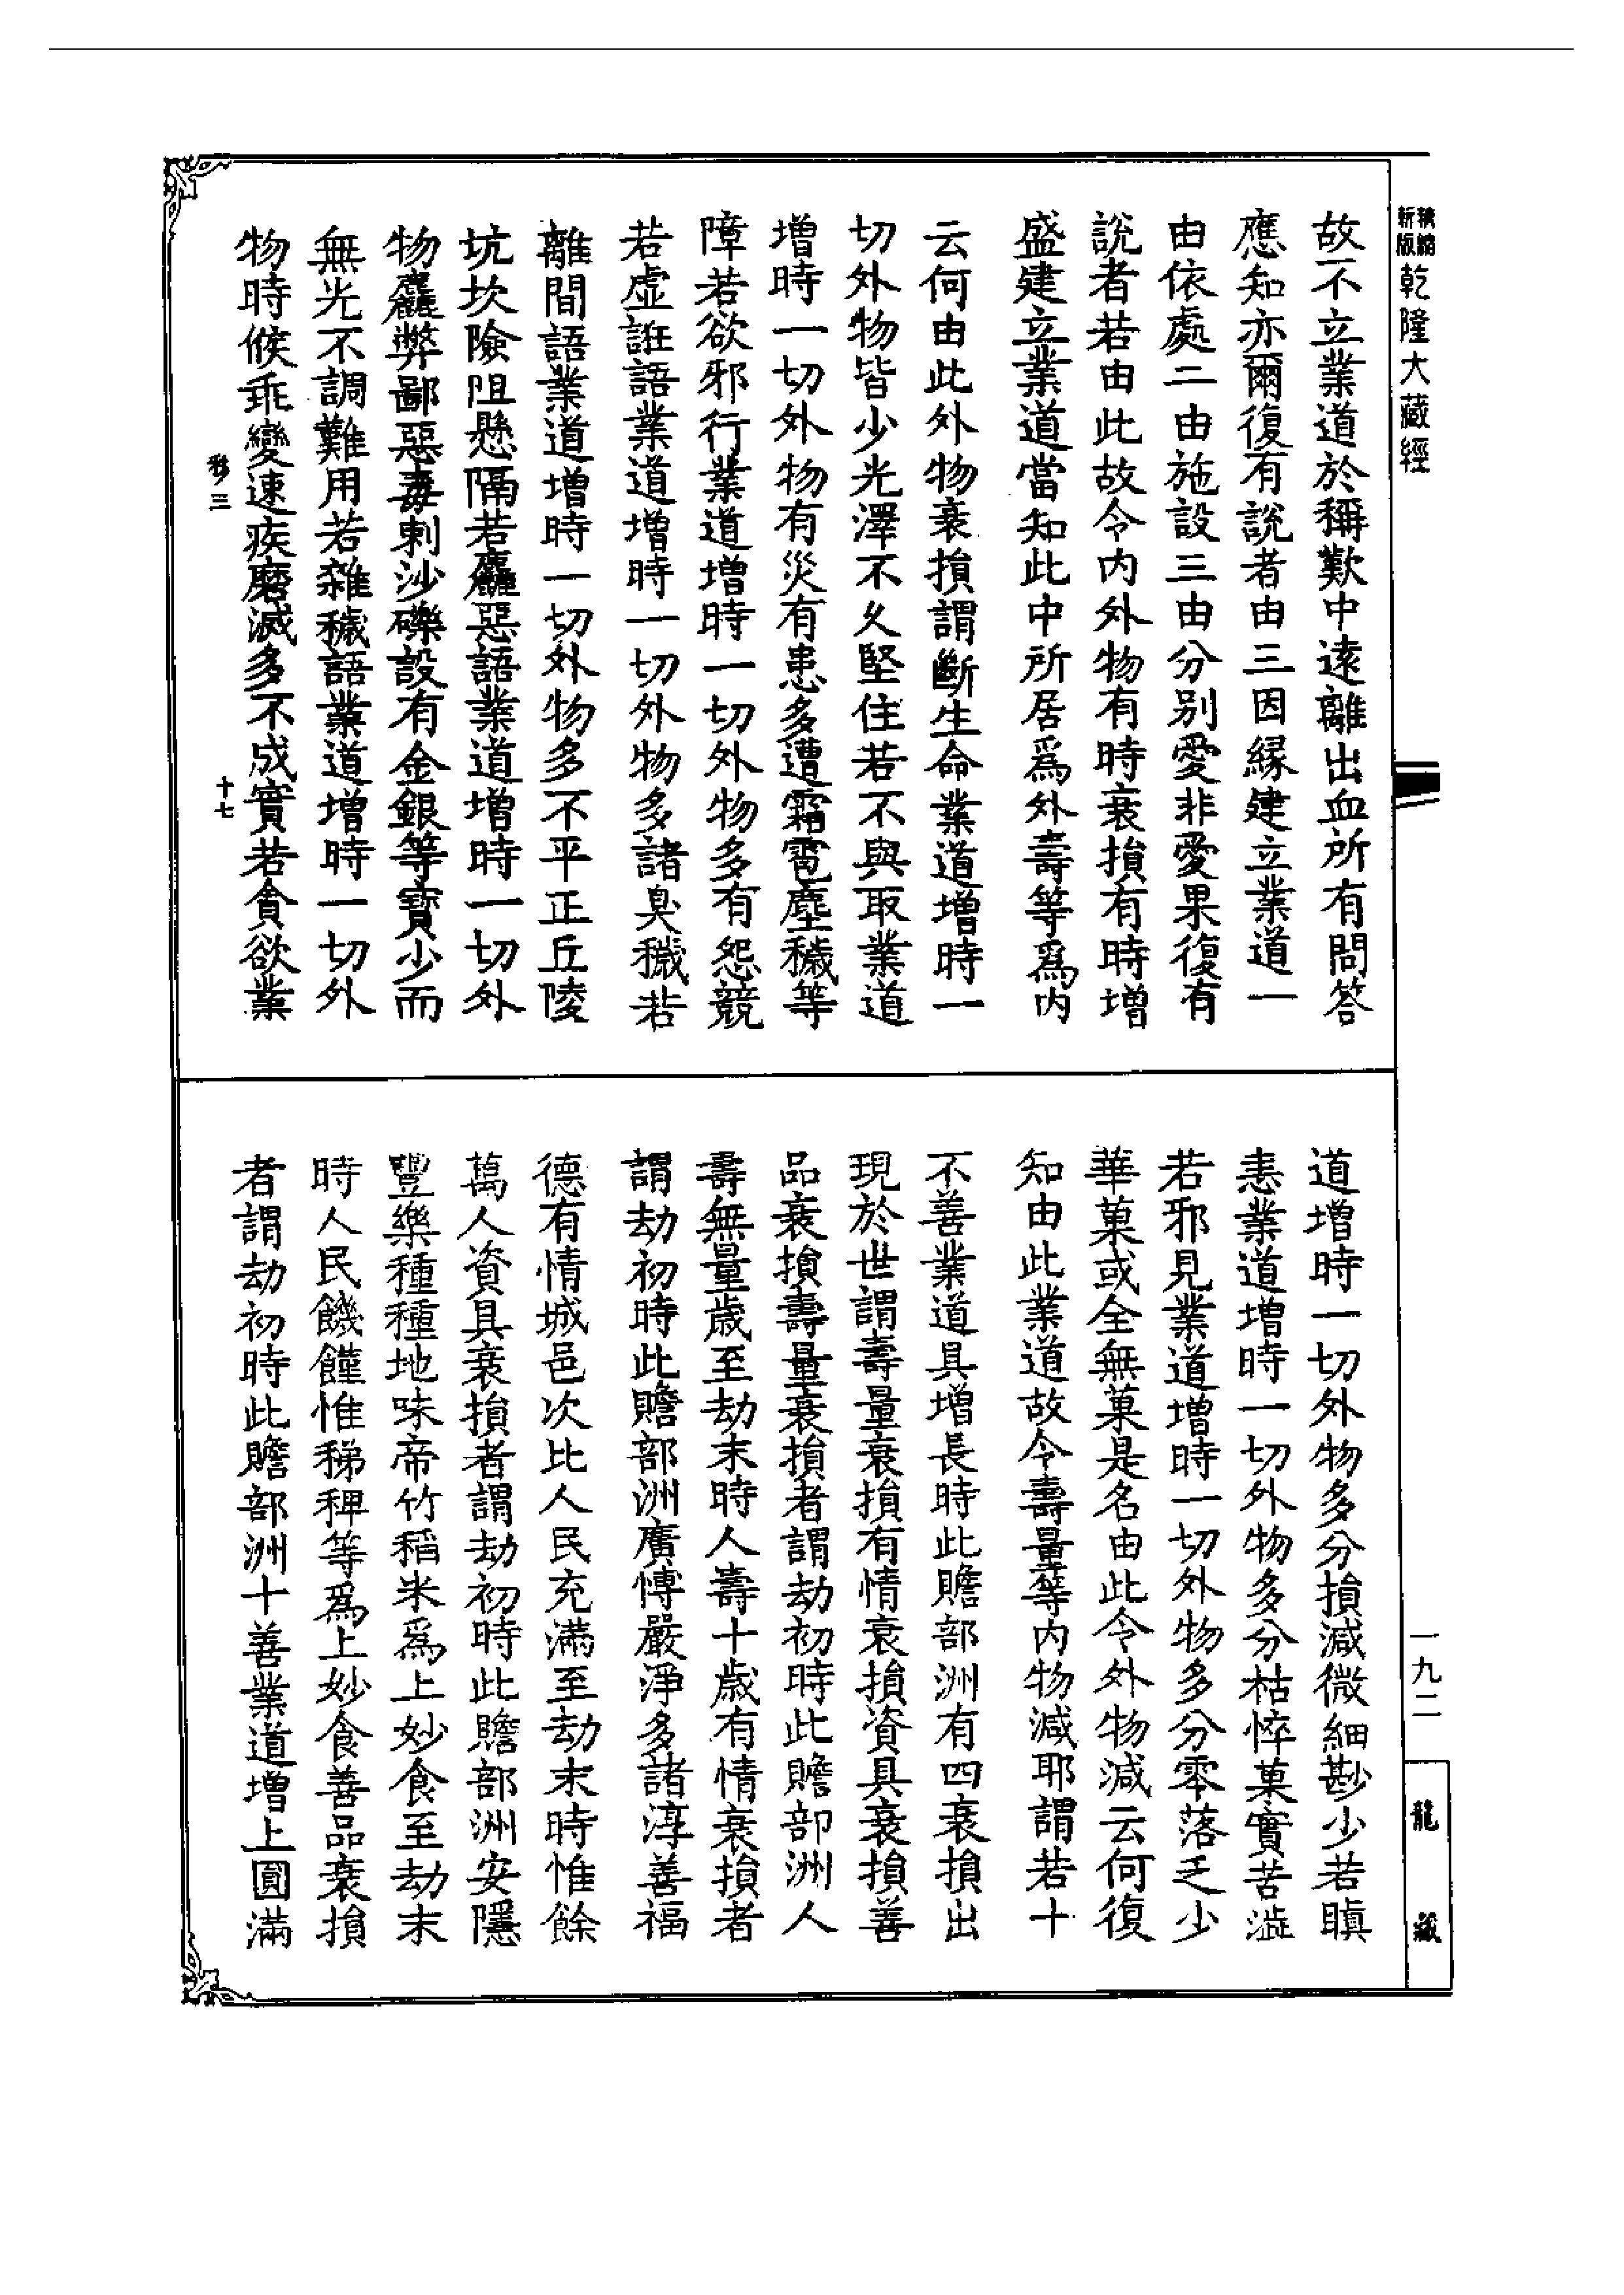 精縮新版乾隆大藏經
故不立業道於稱歎中遠離出血所有問答
應知亦爾復有說者由三因緣建立業道一
由依處二由施設三由分別愛非愛果復有
說者若由此故令內外物有時衰損有時增
盛建立業道當知此中所居爲外壽等爲內
云何由此外物衰損謂斷生命業道增時一
切外物皆少光澤不久堅住若不與取業道
增時一切外物有災有患多遭霜雹塵穢等
障若欲邪行業道增時一切外物多有怨競
若虛誑語業道增時一切外物多諸臭穢若
離間語業道增時一切外物多不平正丘陵
坑坎險阻懸隔若麤惡語業道增時一切外
物麤弊鄙惡毒刺沙礫設有金銀等寶少而
無光不調難用若雜穢語業道增時一切外
物時候乖變速疾磨滅多不成實若貪欲業
三
十七
道增時一切外物多分損減微細尠少若瞋
恚業道增時一切外物多分枯悴菓實苦澁
若邪見業道增時一切外物多分零落乏少
華菓或全無菓是名由此令外物減云何復
知由此業道故令壽量等內物減耶謂若十
不善業道具增長時此贍部洲有四衰損出
現於世謂壽量衰損有情衰損資具衰損善
品衰損壽量衰損者謂劫初時此贍部洲人
壽無量歲至劫末時人壽十歲有情衰損者
謂劫初時此贍部洲廣愽嚴淨多諸淳善福
德有情城邑次比人民充滿至劫末時惟餘
萬人資具衰損者謂劫初時此贍部洲安隱
豐樂種種地味帝竹稻米爲上妙食至劫末
時人民饑饉惟稊稗等爲上妙食善品衰損
者謂劫初時此贍部洲十善業道增上圓滿
一九二
龍藏